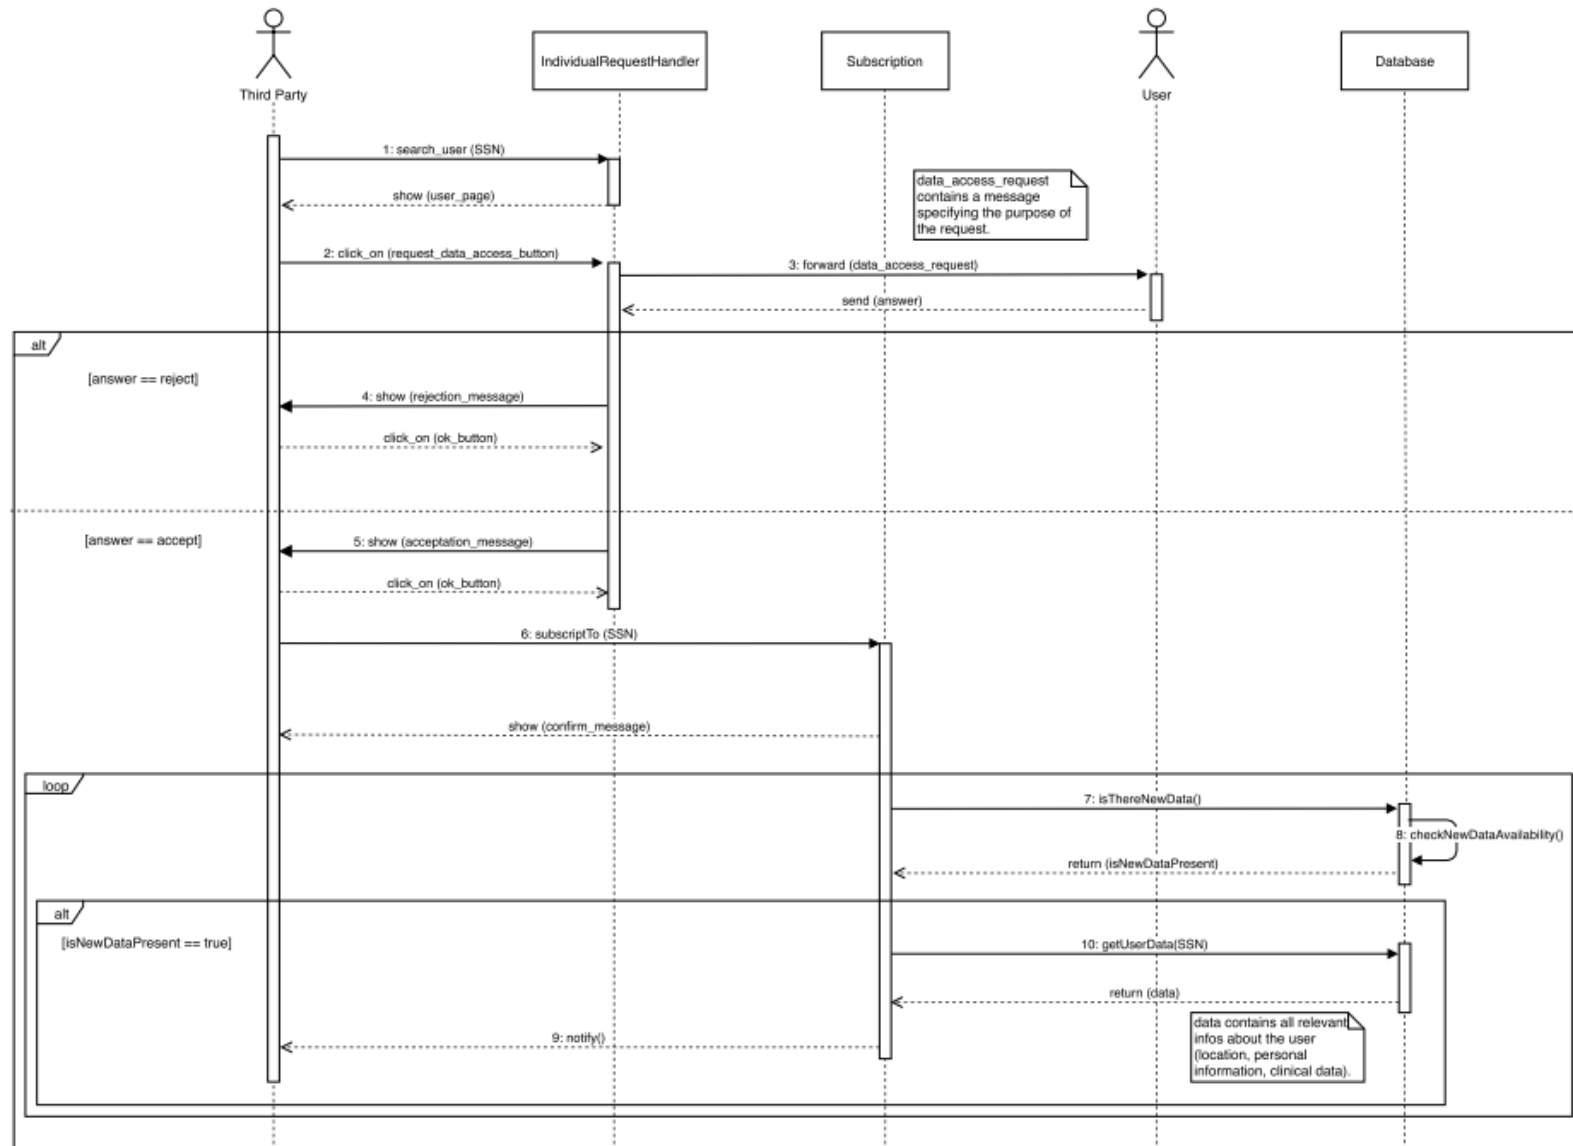 Third Party
IndividualRequestHandler
Subscription
User
Database
1: search_user (SSN)
show (user_page)
data_access_request
contains a message
specifying the purpose of
the request.
2: click_on (request_data_access_button)
3: forward (data_access_request)
send (answer)
alt
[answer == reject]
4: show (rejection_message)
click_on (ok_button)
[answer == accept]
5: show (acceptation_message)
click_on (ok_button)
6: subscriptTo (SSN)
show (confirm_message)
loop
7: isThereNewData()
8: checkNewDataAvailability()
return (isNewDataPresent)
alt
[isNewDataPresent == true]
10: getUserData(SSN)
return (data)
data contains all relevant
infos about the user
(location, personal
information, clinical data).
9: notify()